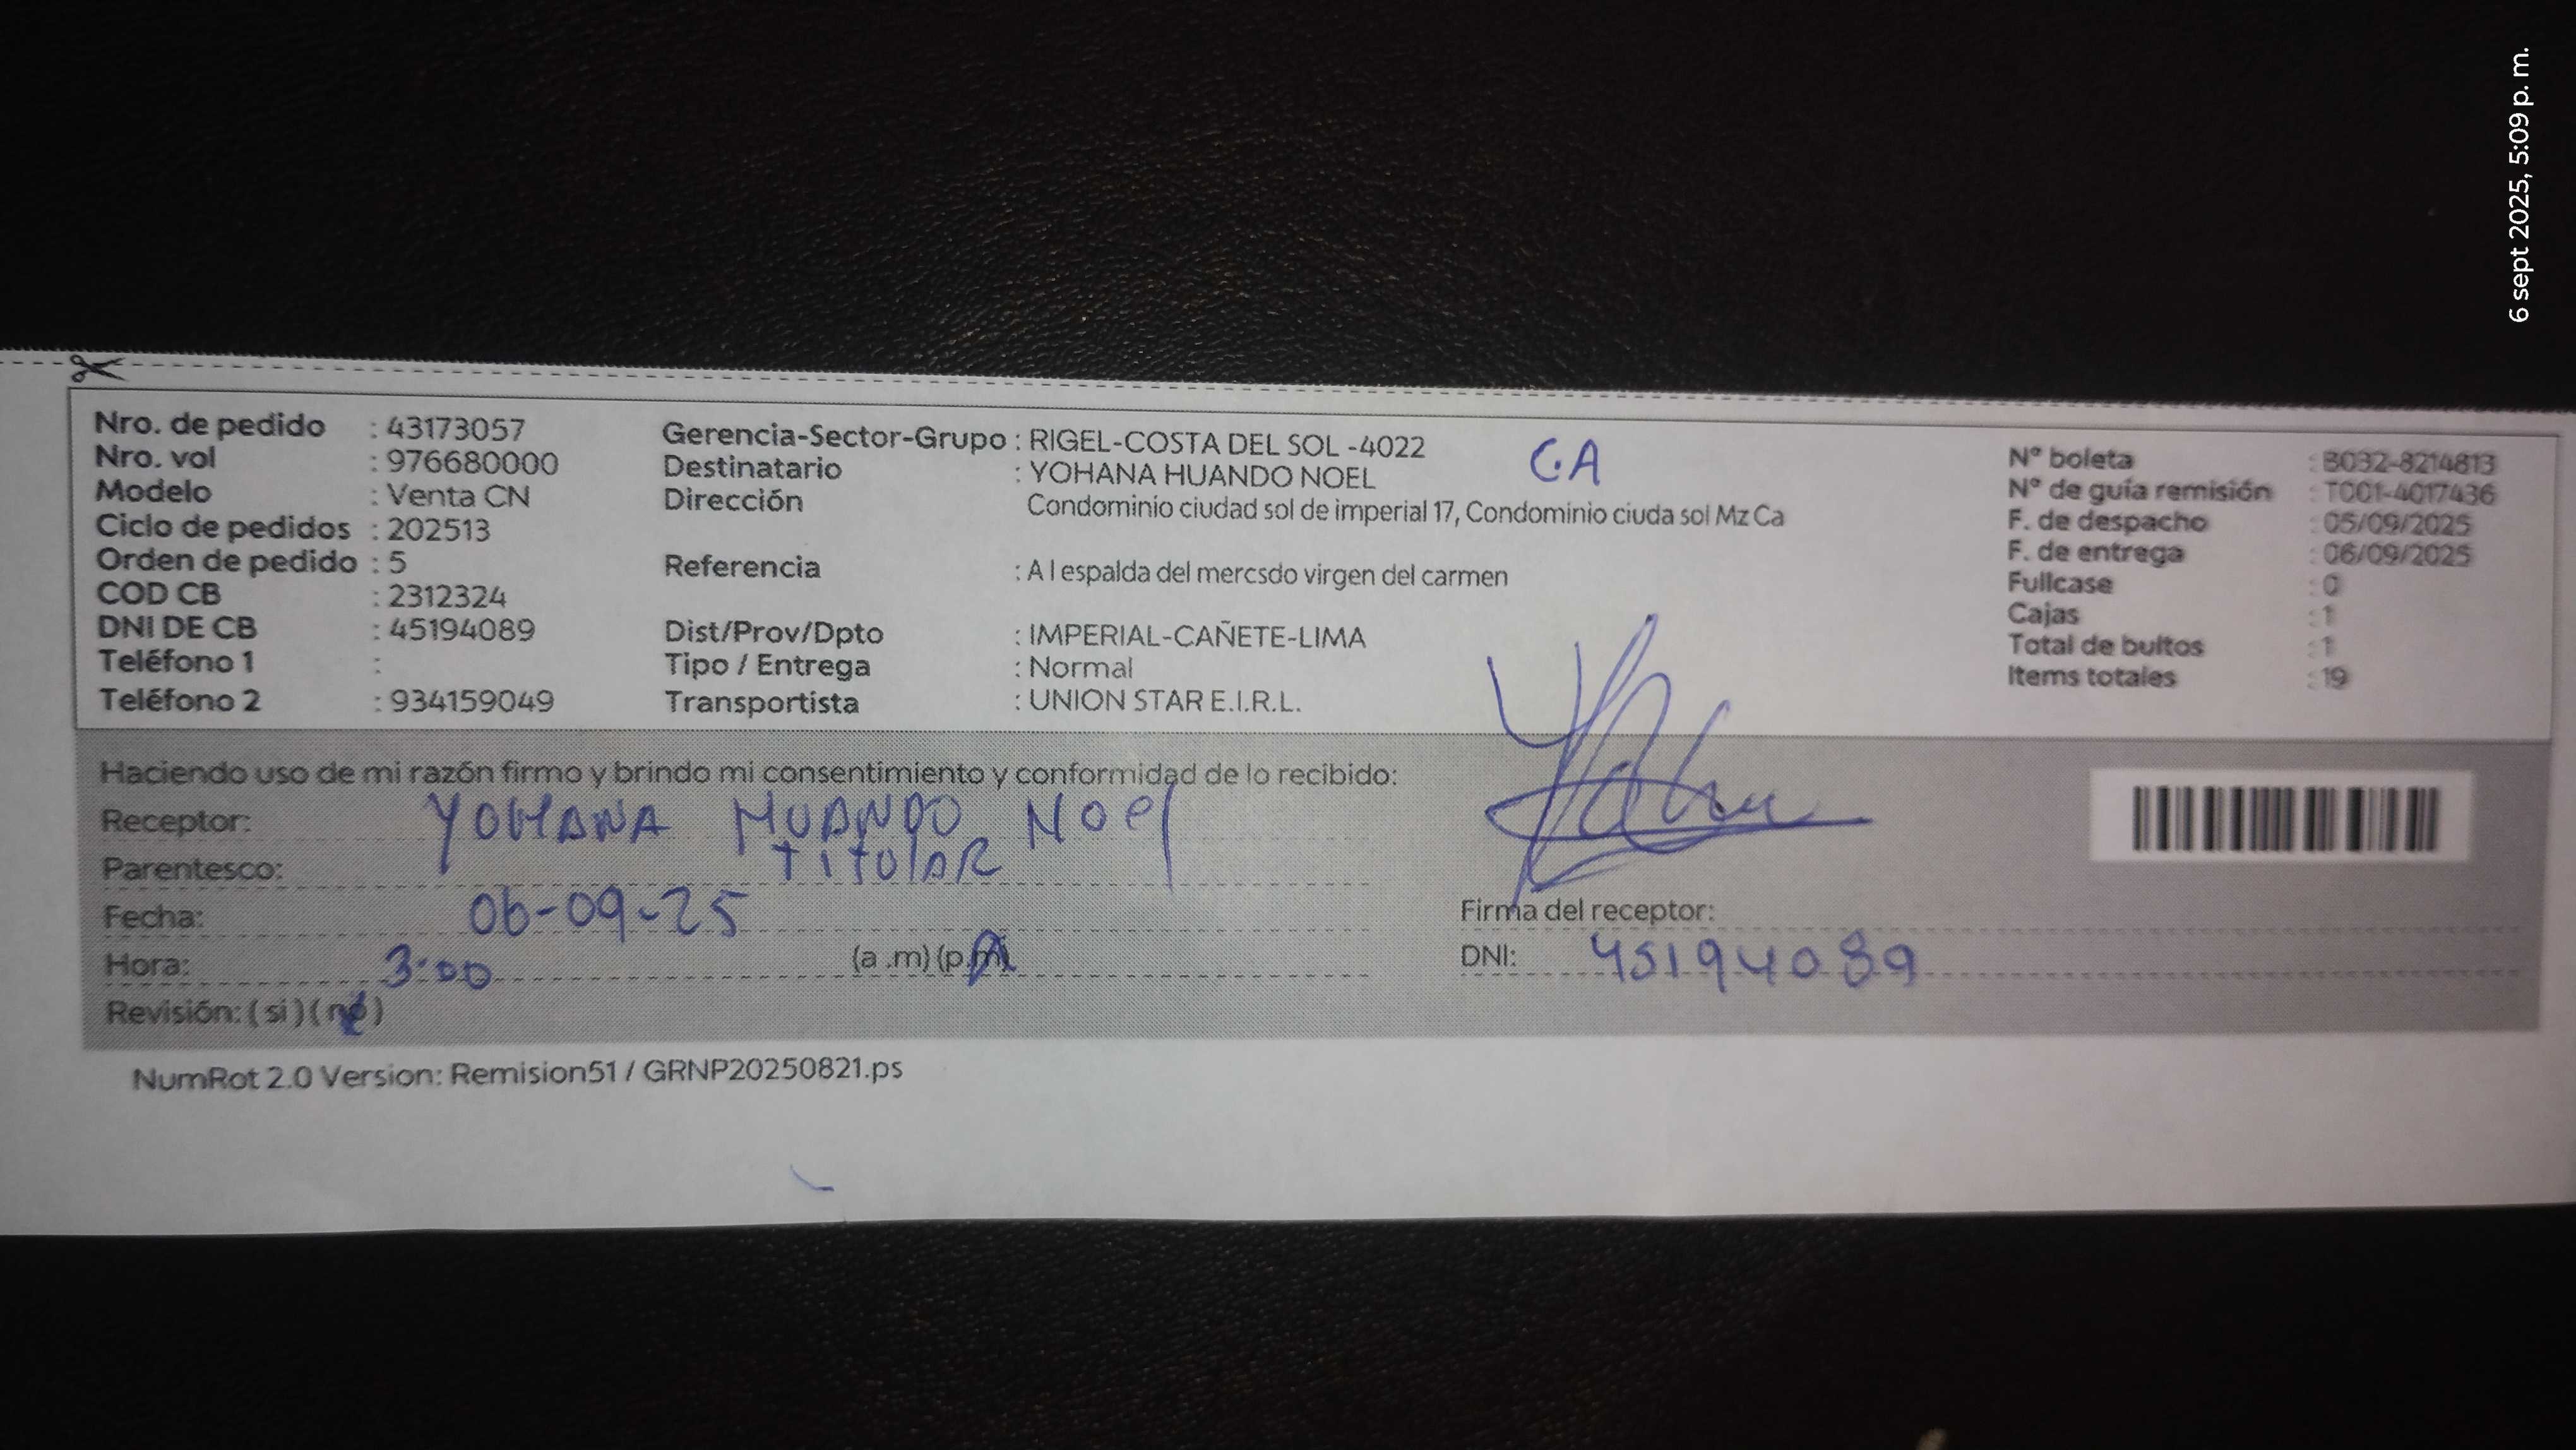 6 sept 2025, 5:09 p. m.
Nro. de pedido : 43173057
Nro. vol : 976680000
Modelo : Venta CN
Ciclo de pedidos : 202513
Orden de pedido : 5
COD CB : 2312324
DNI DE CB : 45194089
Teléfono 1 :
Teléfono 2 : 934159049
Gerencia-Sector-Grupo : RIGEL-COSTA DEL SOL -4022
Destinatario : YOHANA HUANDO NOEL
Dirección Condominio ciudad sol de imperial 17, Condominio ciuda sol Mz Ca
Referencia : A l espalda del mercsdo virgen del carmen
Dist/Prov/Dpto : IMPERIAL-CAÑETE-LIMA
Tipo / Entrega : Normal
Transportista : UNION STAR E.I.R.L.
Nº boleta : B032-8214813
Nº de guía remisión : T001-4017436
F. de despacho : 05/09/2025
F. de entrega : 06/09/2025
Fullcase : 0
Cajas : 1
Total de bultos : 1
Items totales : 19
Haciendo uso de mi razón firmo y brindo mi consentimiento y conformidad de lo recibido:
Receptor: YOHANA HUANDO Noel
Parentesco: TITULAR
Fecha: 06-09-25
Hora: 3:00 (a .m) (p.m)
Revisión: ( si ) ( no )
Firma del receptor:
DNI: 45194089
NumRot 2.0 Version: Remision51 / GRNP20250821.ps